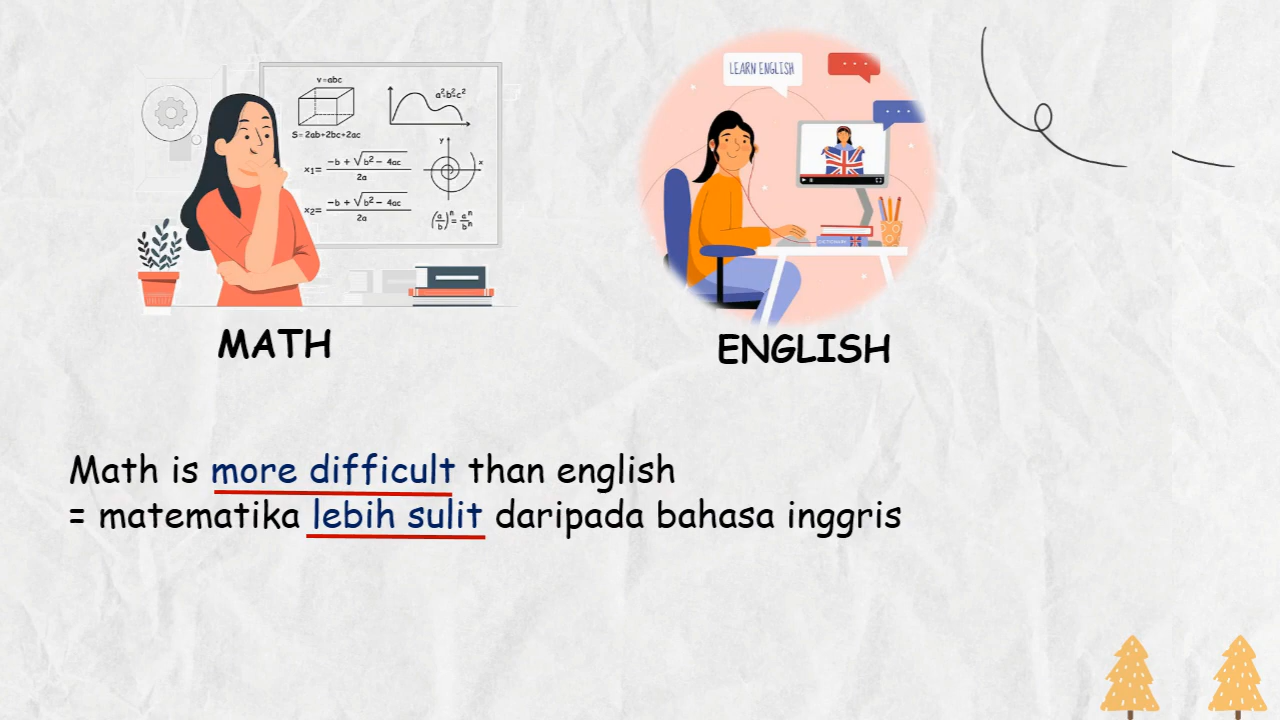 v=abc
S= 2ab+2bc+2ac
a²b²c²
x1= -b + √b² - 4ac
2a
x2= -b + √b² - 4ac
2a
y
x
(a/b)ⁿ = aⁿ/bⁿ
LEARN ENGLISH
DICTIONARY
MATH
ENGLISH
Math is more difficult than english
= matematika lebih sulit daripada bahasa inggris